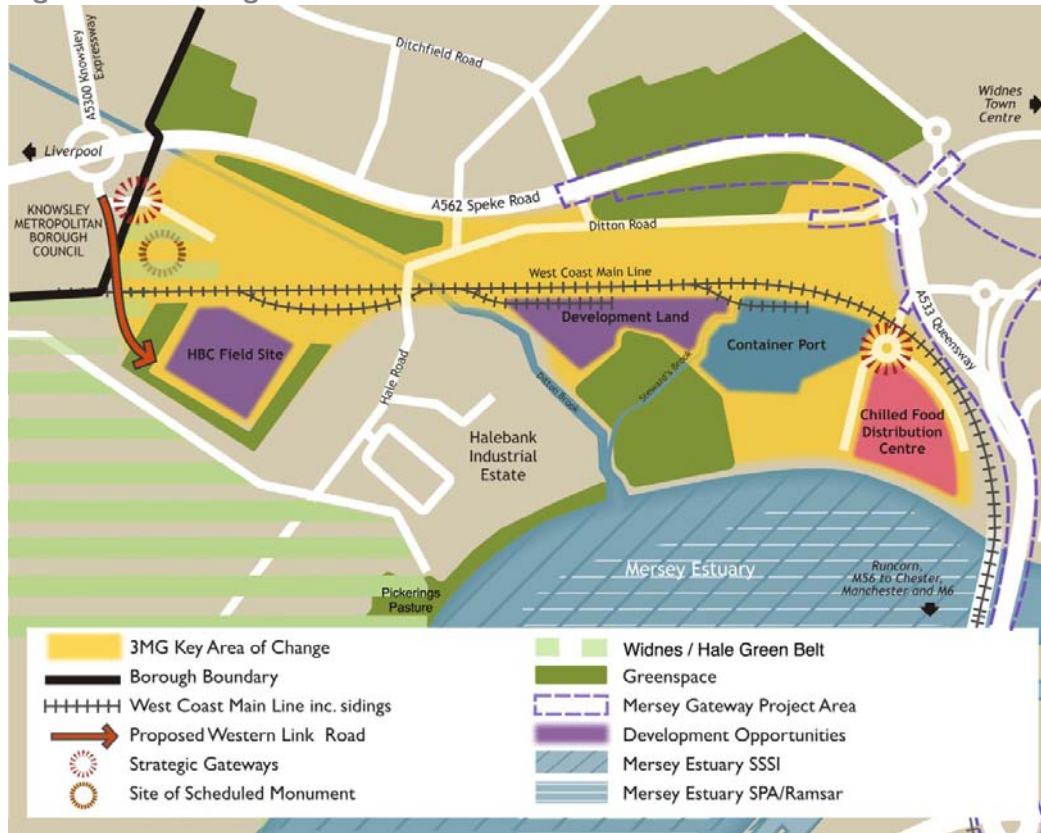 A5300 Knowsley
Expressway
Ditchfield Road
Widnes
Town
Centre
Liverpool
A562 Speke Road
KNOWSLEY
METROPOLITAN
BOROUGH
COUNCIL
Ditton Road
West Coast Main Line
A533 Queensway
Development Land
Container Port
HBC Field Site
Hale Road
Ditton Brook
Steward's Brook
Chilled Food
Distribution
Centre
Halebank
Industrial
Estate
Mersey Estuary
Runcorn,
M56 to Chester,
Manchester and M6
Pickerings
Pasture
3MG Key Area of Change
Borough Boundary
West Coast Main Line inc. sidings
Proposed Western Link Road
Strategic Gateways
Site of Scheduled Monument
Widnes / Hale Green Belt
Greenspace
Mersey Gateway Project Area
Development Opportunities
Mersey Estuary SSSI
Mersey Estuary SPA/Ramsar